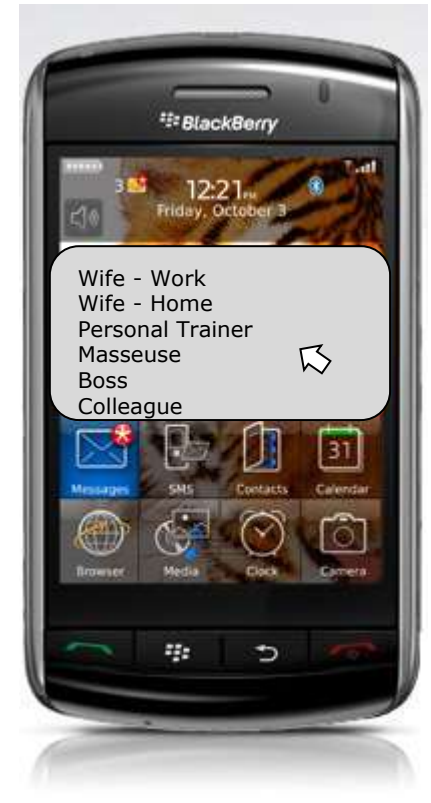 BlackBerry
3
12:21PM
Friday, October 3
Wife - Work
Wife - Home
Personal Trainer
Masseuse
Boss
Colleague
31
Messages SMS Contacts Calendar
Browser Media Clock Camera